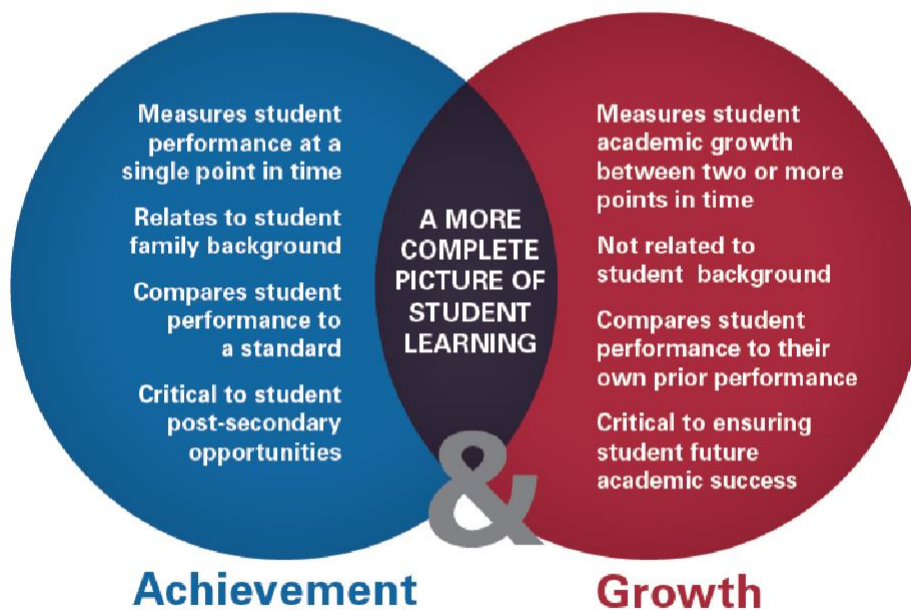 Measures student
performance at a
single point in time
Relates to student
family background
Compares student
performance to
a standard
Critical to student
post-secondary
opportunities
A MORE
COMPLETE
PICTURE OF
STUDENT
LEARNING
Measures student
academic growth
between two or more
points in time
Not related to
student background
Compares student
performance to their
own prior performance
Critical to ensuring
student future
academic success
&
Achievement
Growth